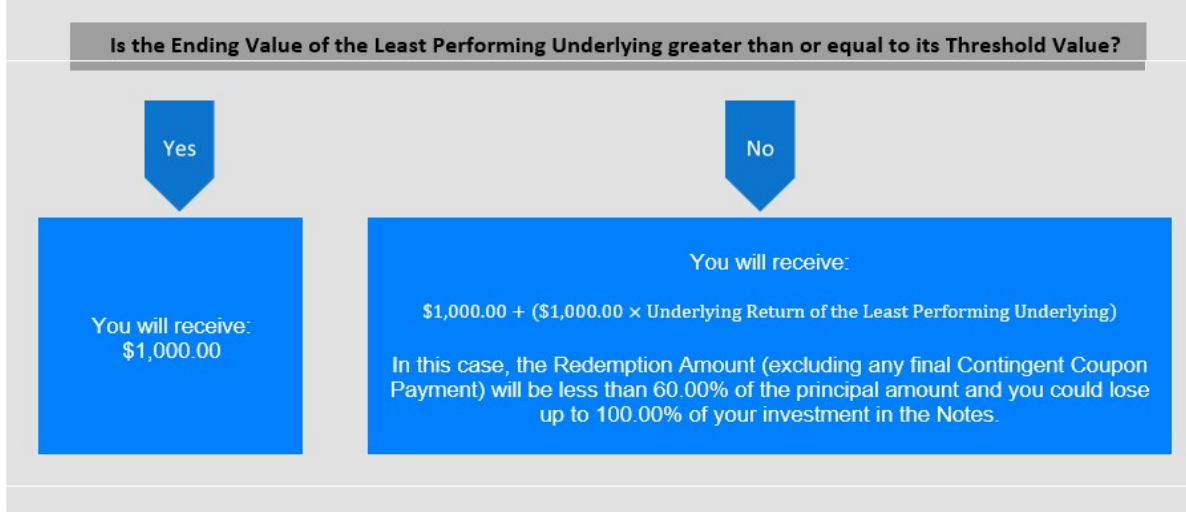 Is the Ending Value of the Least Performing Underlying greater than or equal to its Threshold Value?
Yes
No
You will receive:
$1,000.00
You will receive:
$1,000.00 + ($1,000.00 × Underlying Return of the Least Performing Underlying)
In this case, the Redemption Amount (excluding any final Contingent Coupon
Payment) will be less than 60.00% of the principal amount and you could lose
up to 100.00% of your investment in the Notes.